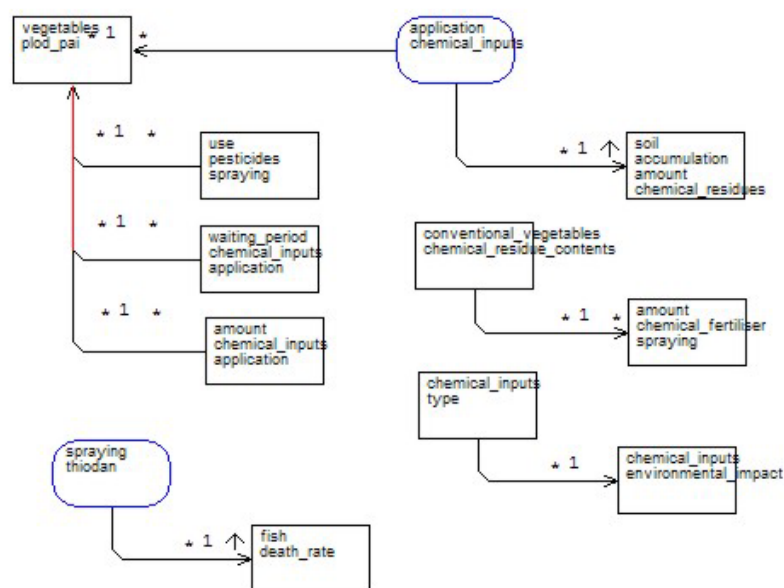 vegetables
plod_pai
* 1 *
application
chemical_inputs
* 1 *
use
pesticides
spraying
* 1 ↑
soil
accumulation
amount
chemical_residues
* 1 *
waiting_period
chemical_inputs
application
conventional_vegetables
chemical_residue_contents
* 1 *
amount
chemical_inputs
application
* 1 *
amount
chemical_fertiliser
spraying
chemical_inputs
type
* 1
chemical_inputs
environmental_impact
spraying
thiodan
* 1 ↑
fish
death_rate